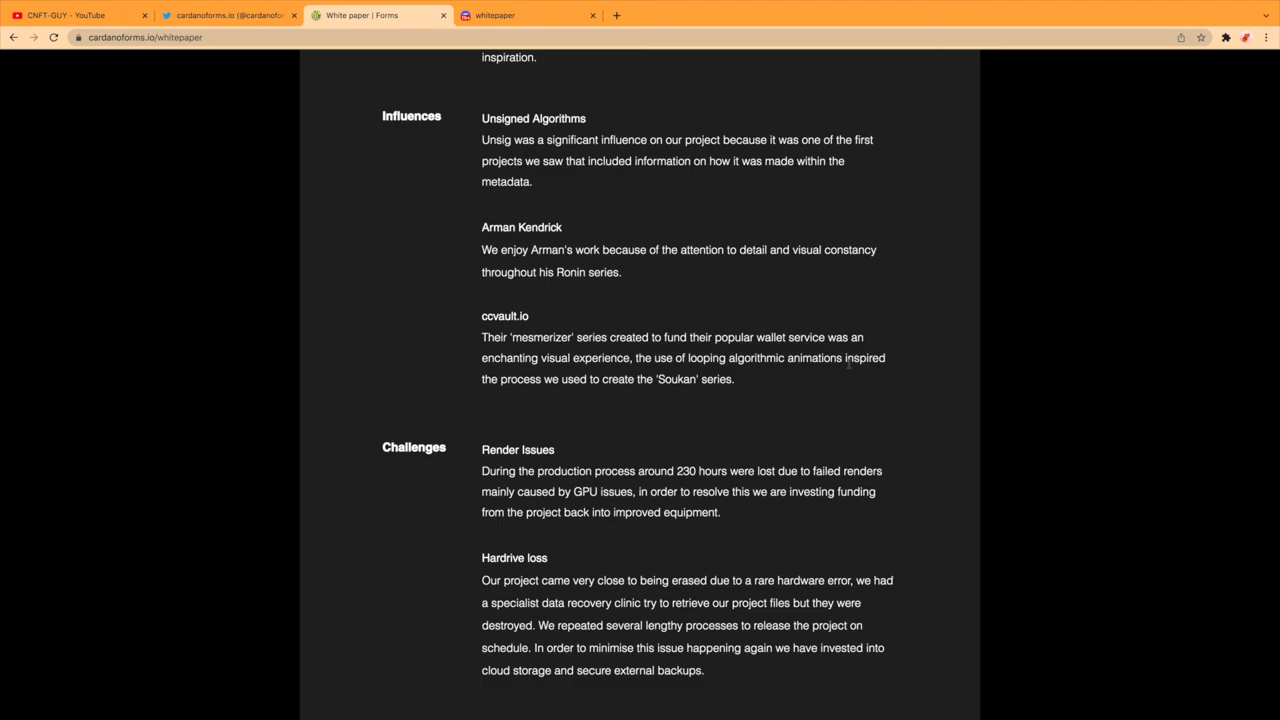 CNFT-GUY - YouTube
cardanoforms.io (@cardanofor
White paper | Forms
whitepaper
cardanoforms.io/whitepaper
inspiration.
Influences
Unsigned Algorithms
Unsig was a significant influence on our project because it was one of the first
projects we saw that included information on how it was made within the
metadata.
Arman Kendrick
We enjoy Arman's work because of the attention to detail and visual constancy
throughout his Ronin series.
ccvault.io
Their 'mesmerizer' series created to fund their popular wallet service was an
enchanting visual experience, the use of looping algorithmic animations inspired
the process we used to create the 'Soukan' series.
Challenges
Render Issues
During the production process around 230 hours were lost due to failed renders
mainly caused by GPU issues, in order to resolve this we are investing funding
from the project back into improved equipment.
Hardrive loss
Our project came very close to being erased due to a rare hardware error, we had
a specialist data recovery clinic try to retrieve our project files but they were
destroyed. We repeated several lengthy processes to release the project on
schedule. In order to minimise this issue happening again we have invested into
cloud storage and secure external backups.